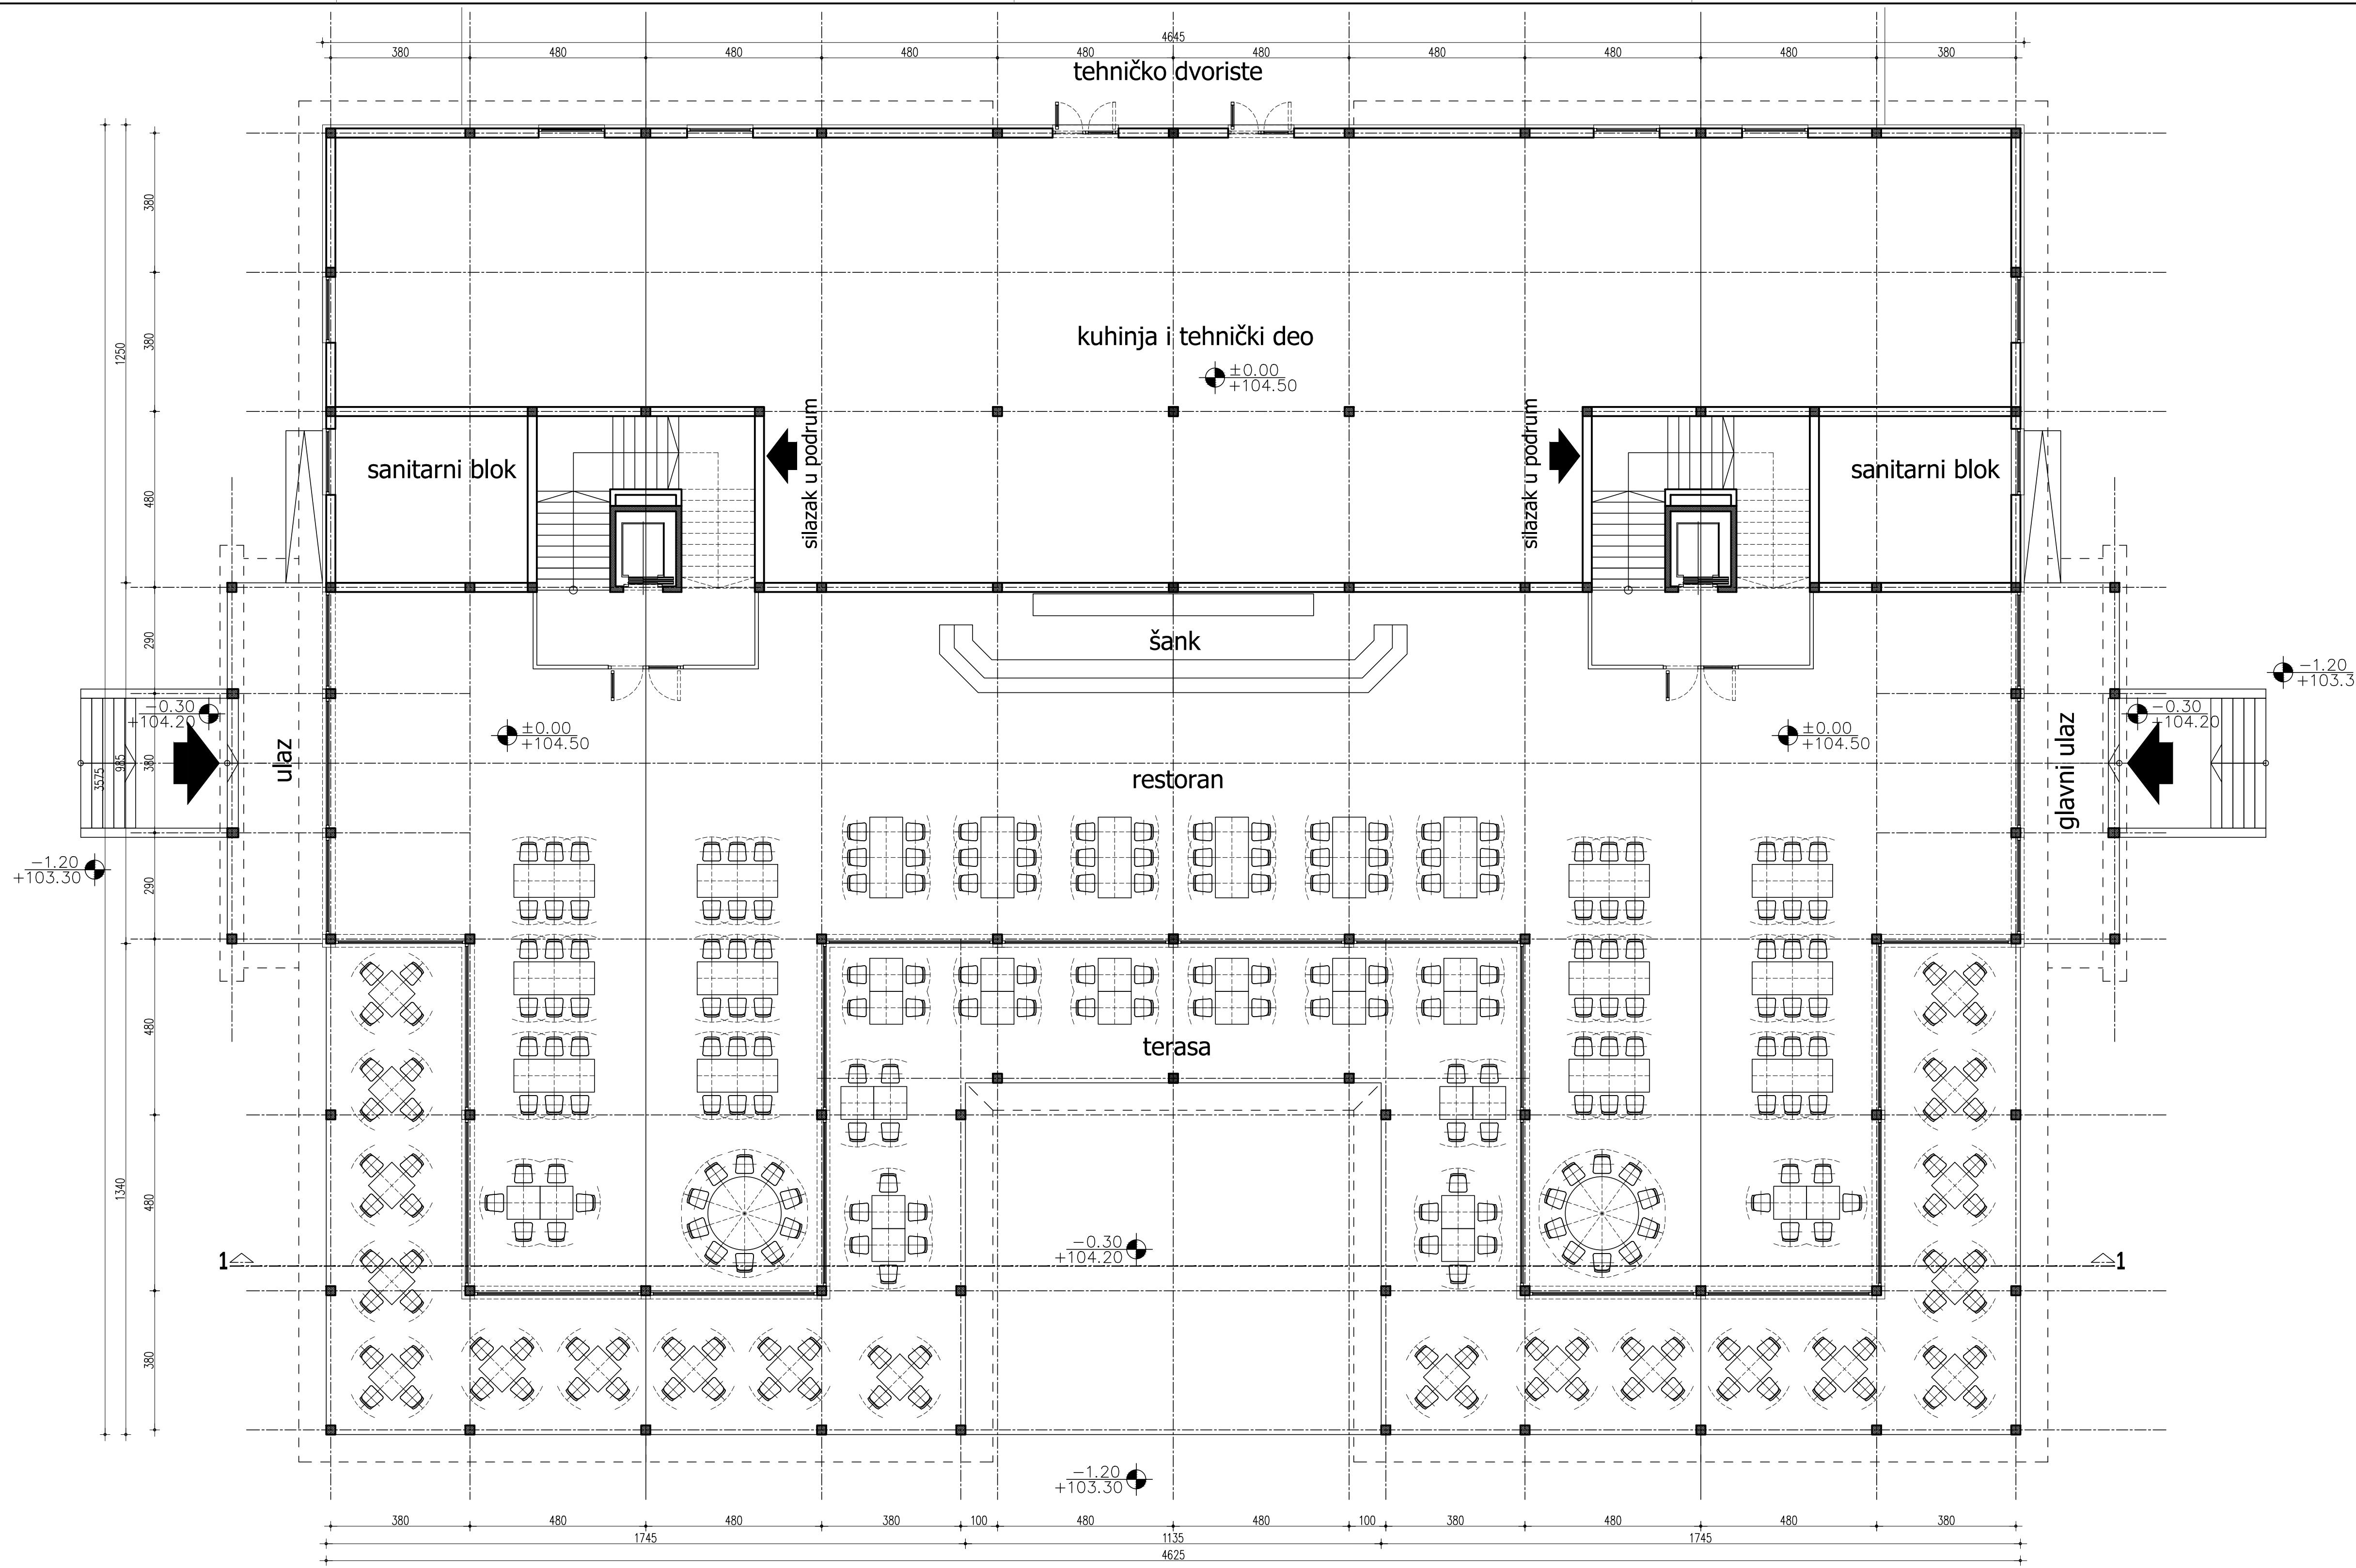 4645
380 480 480 480 480 480 480 480 480 380
tehničko dvoriste
380
380
1250
480
290
380
985
3575
290
480
1340
480
380
kuhinja i tehnički deo
±0.00
+104.50
silazak u podrum
silazak u podrum
sanitarni blok
sanitarni blok
šank
-1.20
+103.3
-0.30
+104.20
-0.30
+104.20
±0.00
+104.50
±0.00
+104.50
ulaz
glavni ulaz
restoran
-1.20
+103.30
terasa
-0.30
+104.20
1
1
-1.20
+103.30
380 480 480 380 100 480 480 100 380 480 480 380
1745 1135 1745
4625